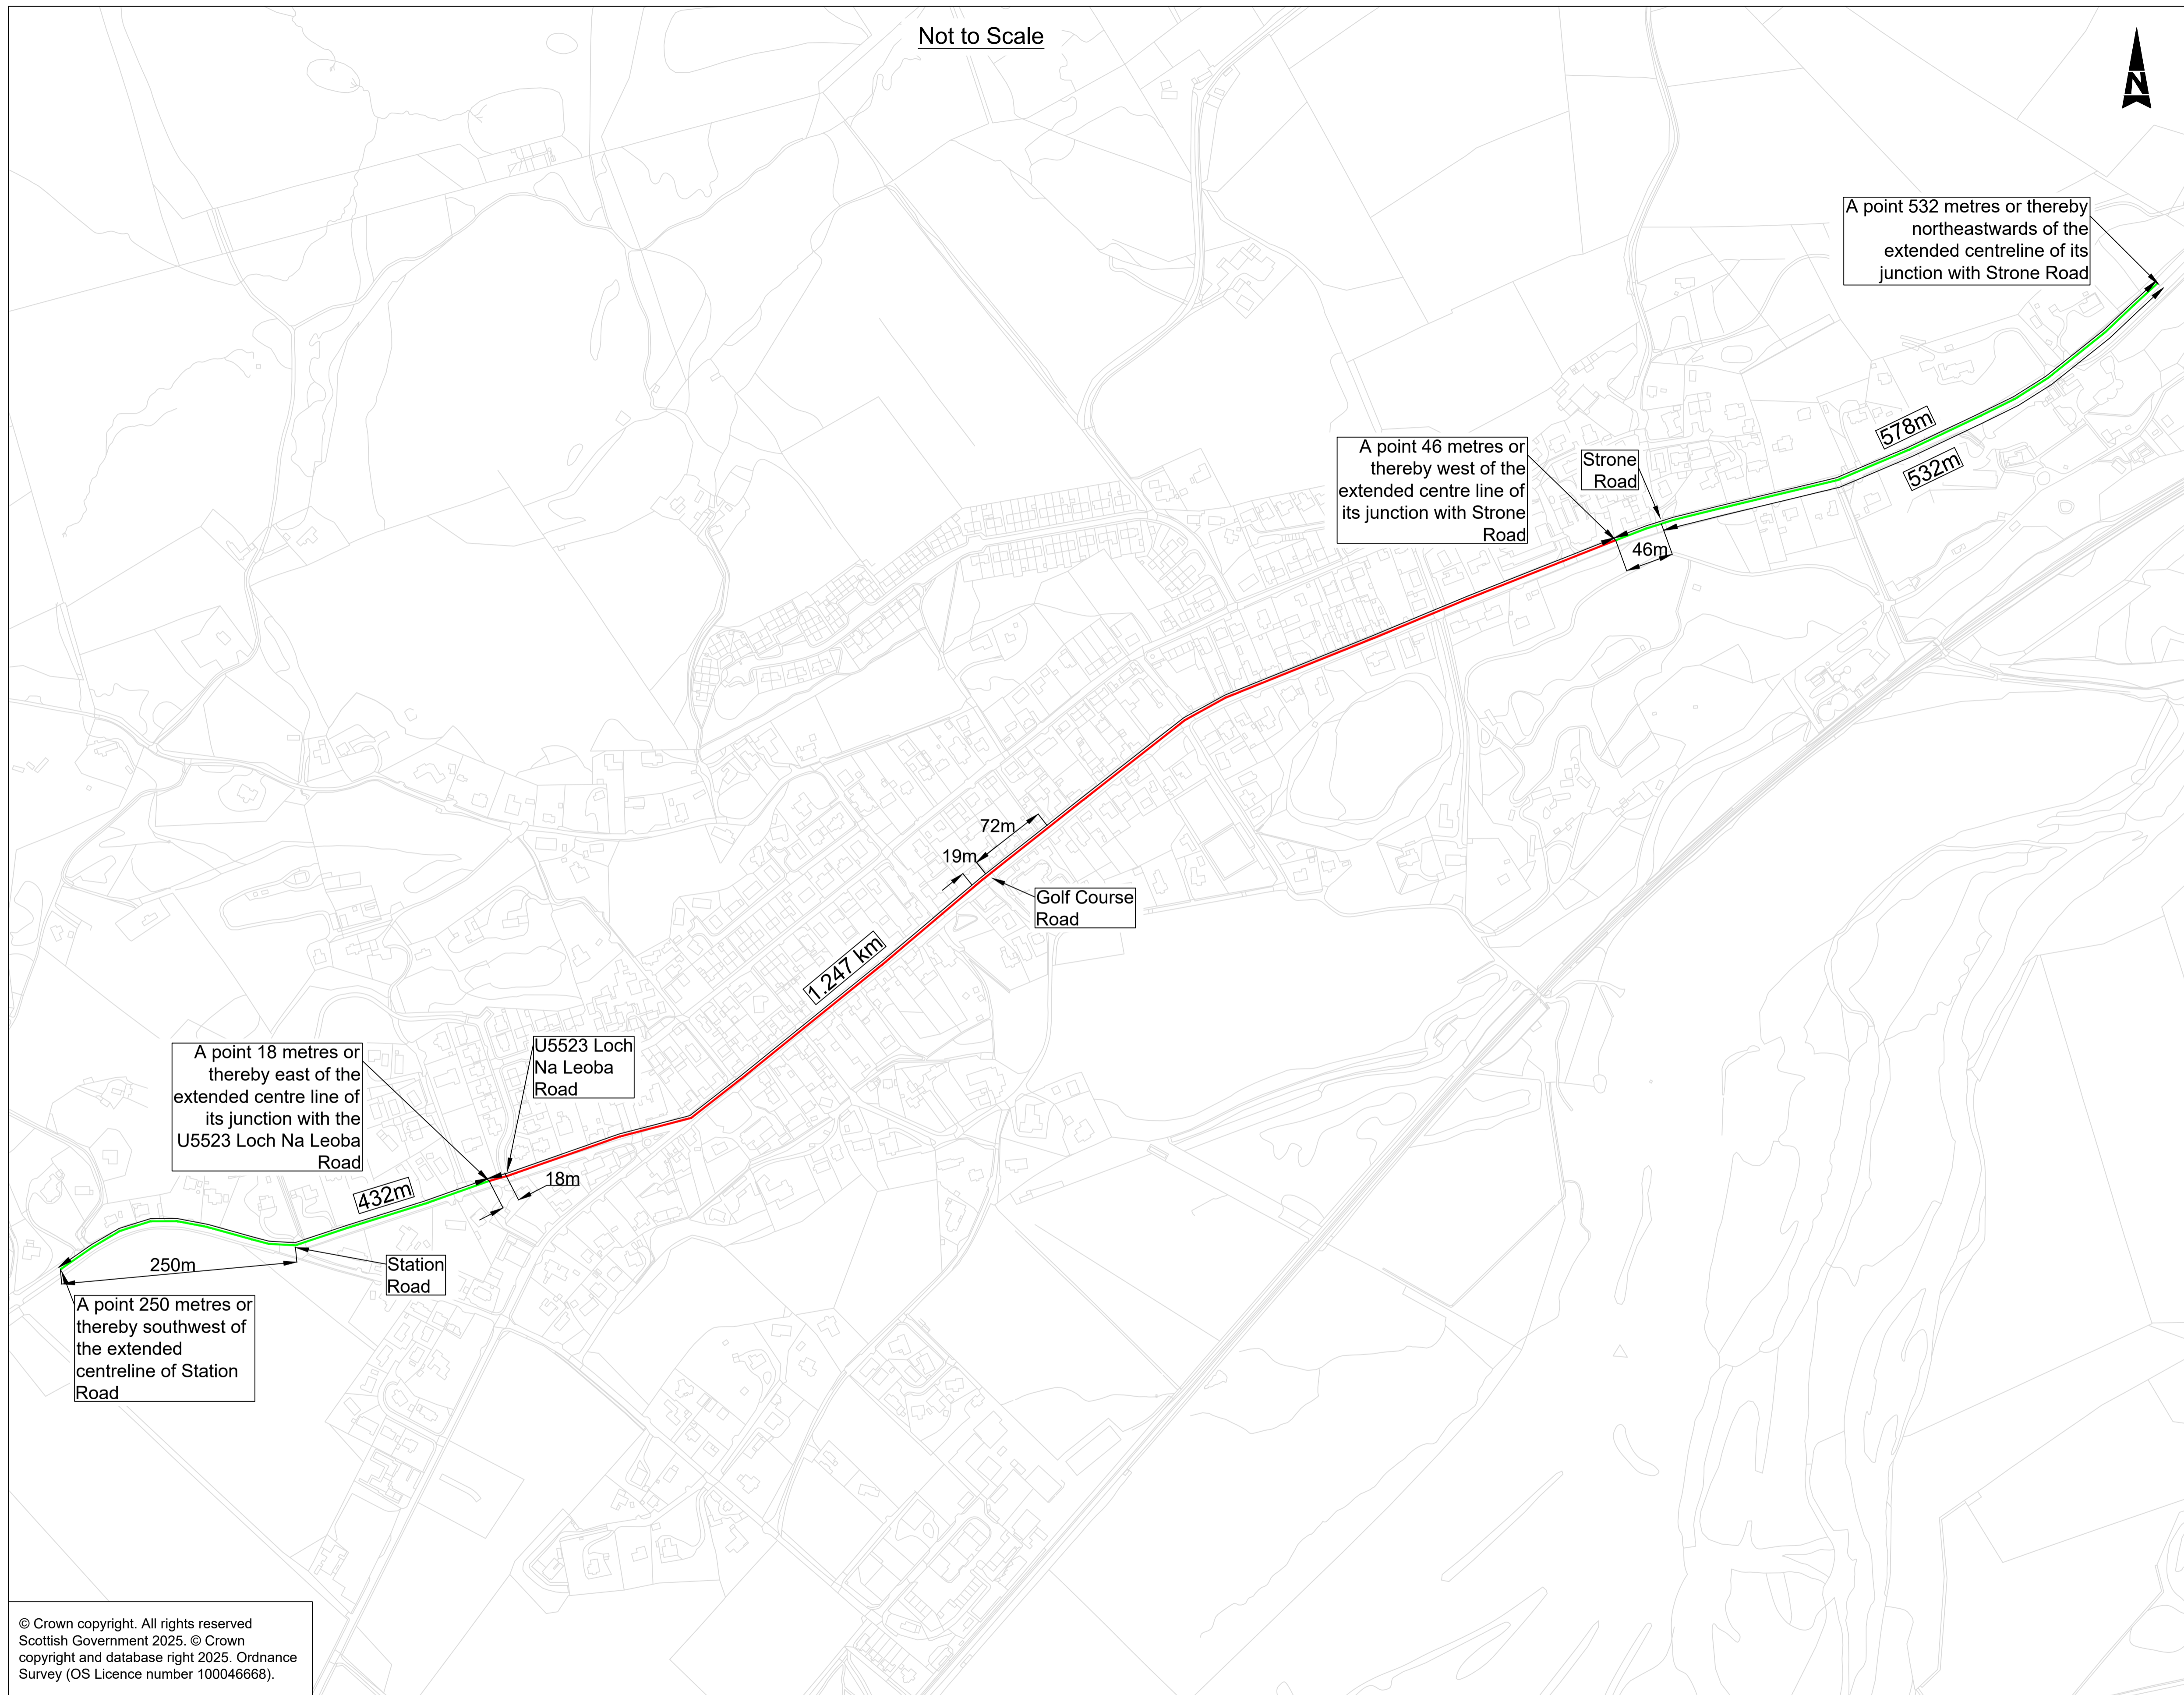 Not to Scale
N
A point 532 metres or thereby
northeastwards of the
extended centreline of its
junction with Strone Road
578m
532m
A point 46 metres or
thereby west of the
extended centre line of
its junction with Strone
Road
Strone
Road
46m
72m
19m
Golf Course
Road
1.247 km
U5523 Loch
Na Leoba
Road
A point 18 metres or
thereby east of the
extended centre line of
its junction with the
U5523 Loch Na Leoba
Road
18m
432m
250m
Station
Road
A point 250 metres or
thereby southwest of
the extended
centreline of Station
Road
© Crown copyright. All rights reserved
Scottish Government 2025. © Crown
copyright and database right 2025. Ordnance
Survey (OS Licence number 100046668).